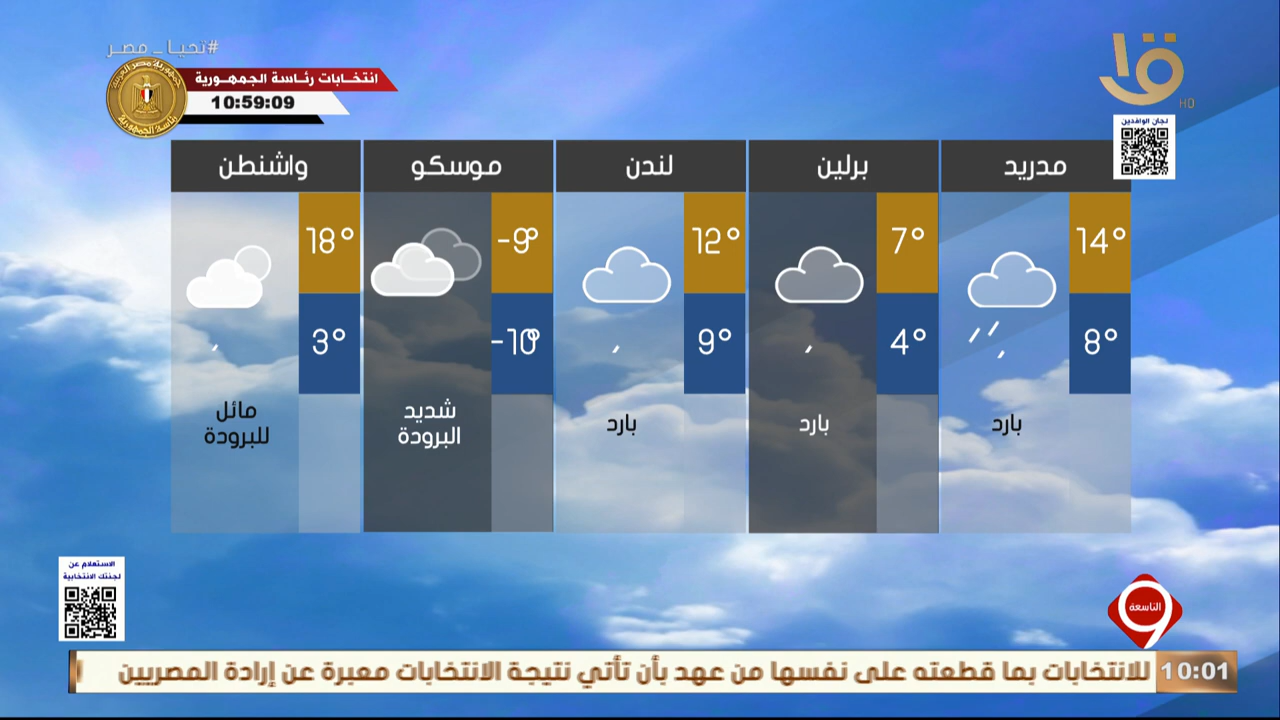 #تحيا_مصر
انتخابات رئاسة الجمهورية
10:59:09
HD
لجان الوافدين
مدريد
14°
8°
بارد
برلين
7°
4°
بارد
لندن
12°
9°
بارد
موسكو
-9°
-10°
شديد
البرودة
واشنطن
18°
3°
مائل
للبرودة
الاستعلام عن
لجنتك الانتخابية
التاسعة
9
10:01
للانتخابات بما قطعته على نفسها من عهد بأن تأتي نتيجة الانتخابات معبرة عن إرادة المصريين